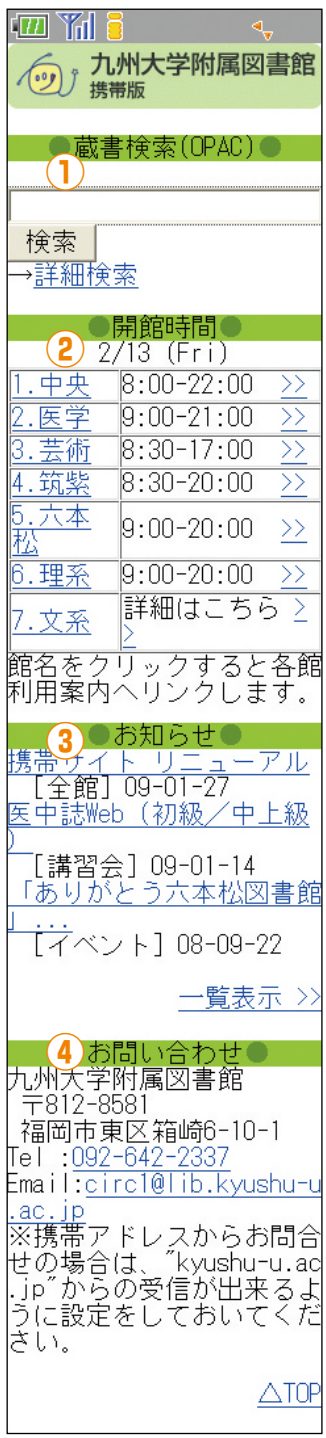 九州大学附属図書館
携帯版
●蔵書検索(OPAC)●
①
検索
→詳細検索
●開館時間●
② 2/13 (Fri)
1.中央 8:00-22:00 >>
2.医学 9:00-21:00 >>
3.芸術 8:30-17:00 >>
4.筑紫 8:30-20:00 >>
5.六本
松 9:00-20:00 >>
6.理系 9:00-20:00 >>
7.文系 詳細はこちら >
>
館名をクリックすると各館
利用案内へリンクします。
③ ●お知らせ●
携帯サイト リニューアル
[全館] 09-01-27
医中誌Web (初級／中上級
)
[講習会] 09-01-14
「ありがとう六本松図書館
」...
[イベント] 08-09-22
一覧表示 >>
④ お問い合わせ●
九州大学附属図書館
〒812-8581
福岡市東区箱崎6-10-1
Tel :092-642-2337
Email:circ1@lib.kyushu-u
.ac.jp
※携帯アドレスからお問合
せの場合は、"kyushu-u.ac
.jp"からの受信が出来るよ
うに設定をしておいてくだ
さい。
△TOP